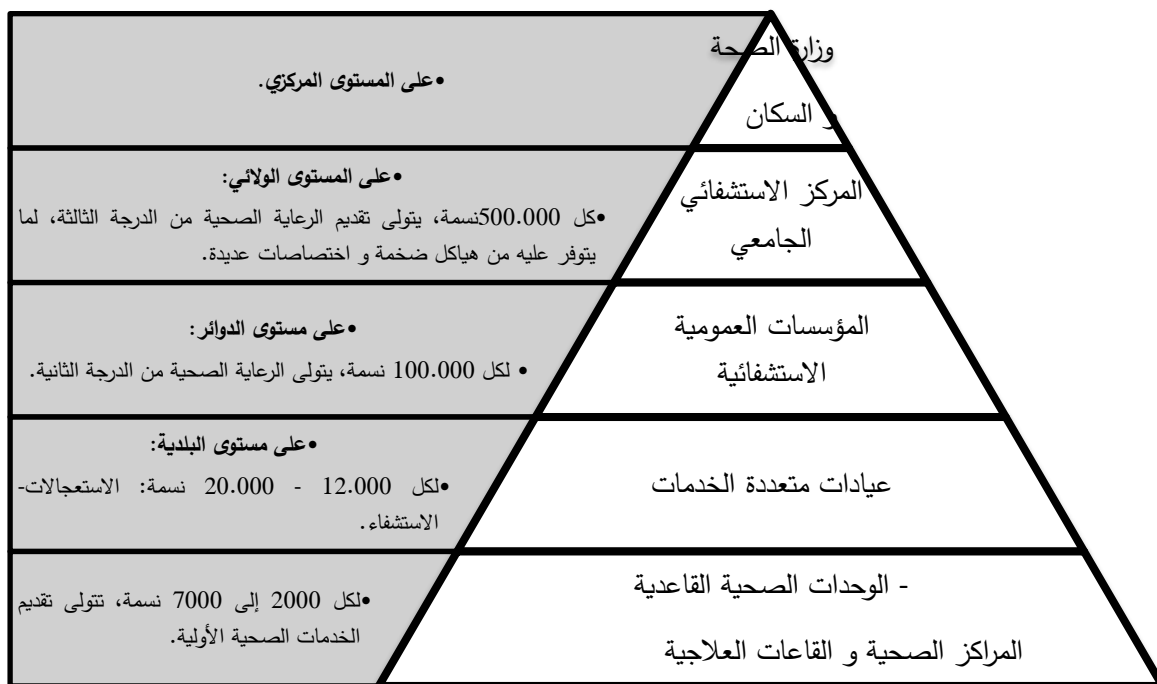 وزارة الصحة
و السكان
•على المستوى المركزي.
المركز الاستشفائي
الجامعي
•على المستوى الولائي:
•كل 500.000نسمة، يتولى تقديم الرعاية الصحية من الدرجة الثالثة، لما
يتوفر عليه من هياكل ضخمة و اختصاصات عديدة.
المؤسسات العمومية
الاستشفائية
•على مستوى الدوائر:
• لكل 100.000 نسمة، يتولى الرعاية الصحية من الدرجة الثانية.
عيادات متعددة الخدمات
•على مستوى البلدية:
•لكل 12.000 - 20.000 نسمة: الاستعجالات-
الاستشفاء.
- الوحدات الصحية القاعدية
المراكز الصحية و القاعات العلاجية
•لكل 2000 إلى 7000 نسمة، تتولى تقديم
الخدمات الصحية الأولية.